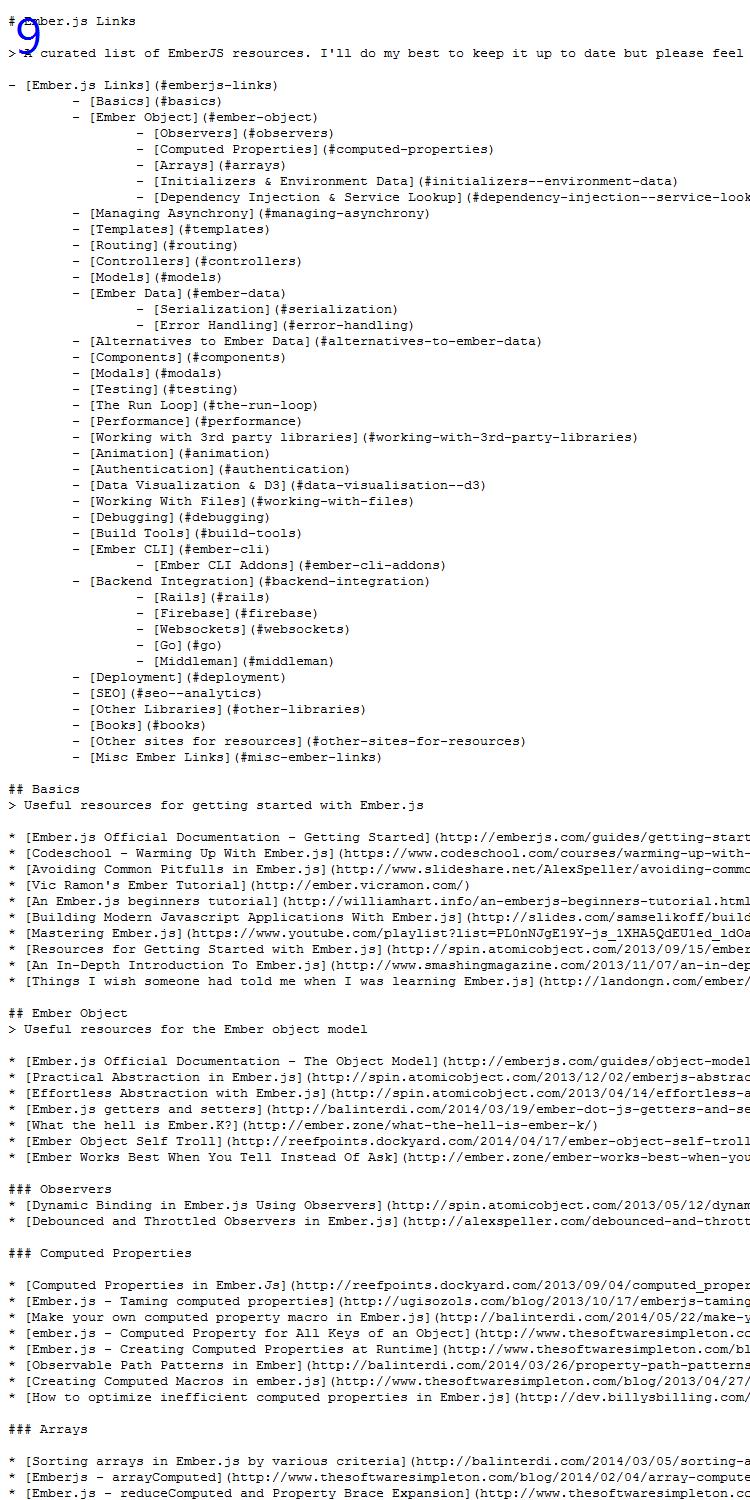 # Ember.js Links
9
> A curated list of EmberJS resources. I'll do my best to keep it up to date but please feel
- [Ember.js Links](#emberjs-links)
- [Basics](#basics)
- [Ember Object](#ember-object)
- [Observers](#observers)
- [Computed Properties](#computed-properties)
- [Arrays](#arrays)
- [Initializers & Environment Data](#initializers--environment-data)
- [Dependency Injection & Service Lookup](#dependency-injection--service-look
- [Managing Asynchrony](#managing-asynchrony)
- [Templates](#templates)
- [Routing](#routing)
- [Controllers](#controllers)
- [Models](#models)
- [Ember Data](#ember-data)
- [Serialization](#serialization)
- [Error Handling](#error-handling)
- [Alternatives to Ember Data](#alternatives-to-ember-data)
- [Components](#components)
- [Modals](#modals)
- [Testing](#testing)
- [The Run Loop](#the-run-loop)
- [Performance](#performance)
- [Working with 3rd party libraries](#working-with-3rd-party-libraries)
- [Animation](#animation)
- [Authentication](#authentication)
- [Data Visualization & D3](#data-visualisation--d3)
- [Working With Files](#working-with-files)
- [Debugging](#debugging)
- [Build Tools](#build-tools)
- [Ember CLI](#ember-cli)
- [Ember CLI Addons](#ember-cli-addons)
- [Backend Integration](#backend-integration)
- [Rails](#rails)
- [Firebase](#firebase)
- [Websockets](#websockets)
- [Go](#go)
- [Middleman](#middleman)
- [Deployment](#deployment)
- [SEO](#seo--analytics)
- [Other Libraries](#other-libraries)
- [Books](#books)
- [Other sites for resources](#other-sites-for-resources)
- [Misc Ember Links](#misc-ember-links)
## Basics
> Useful resources for getting started with Ember.js
* [Ember.js Official Documentation - Getting Started](http://emberjs.com/guides/getting-start
* [Codeschool - Warming Up With Ember.js](https://www.codeschool.com/courses/warming-up-with-
* [Avoiding Common Pitfulls in Ember.js](https://www.slideshare.net/AlexSpeller/avoiding-commo
* [Vic Ramon's Ember Tutorial](http://ember.vicramon.com/)
* [An Ember.js beginners tutorial](http://williamhart.info/an-emberjs-beginners-tutorial.html
* [Building Modern Javascript Applications With Ember.js](http://slides.com/samselikoff/build
* [Mastering Ember.js](https://www.youtube.com/playlist?list=PL0nNJgE19Y-js_1XHA5QdEU1ed_ldOa
* [Resources for Getting Started with Ember.js](http://spin.atomicobject.com/2013/09/15/ember
* [An In-Depth Introduction To Ember.js](http://www.smashingmagazine.com/2013/11/07/an-in-dep
* [Things I wish someone had told me when I was learning Ember.js](http://landongn.com/ember/
## Ember Object
> Useful resources for the Ember object model
* [Ember.js Official Documentation - The Object Model](http://emberjs.com/guides/object-model
* [Practical Abstraction in Ember.js](http://spin.atomicobject.com/2013/12/02/emberjs-abstrac
* [Effortless Abstraction with Ember.js](http://spin.atomicobject.com/2013/04/14/effortless-a
* [Ember.js getters and setters](http://balinterdi.com/2014/03/19/ember-dot-js-getters-and-se
* [What the hell is Ember.K?](http://ember.zone/what-the-hell-is-ember-k/)
* [Ember Object Self Troll](http://reefpoints.dockyard.com/2014/04/17/ember-object-self-troll
* [Ember Works Best When You Tell Instead Of Ask](http://ember.zone/ember-works-best-when-you
### Observers
* [Dynamic Binding in Ember.js Using Observers](http://spin.atomicobject.com/2013/05/12/dynam
* [Debounced and Throttled Observers in Ember.js](http://alexspeller.com/debounced-and-thrott
### Computed Properties
* [Computed Properties in Ember.Js](http://reefpoints.dockyard.com/2013/09/04/computed_proper
* [Ember.js - Taming computed properties](http://ugisozols.com/blog/2013/10/17/emberjs-taming
* [Make your own computed property macro in Ember.js](http://balinterdi.com/2014/05/22/make-y
* [ember.js - Computed Property for All Keys of an Object](http://www.thesoftwaresimpleton.co
* [Ember.js - Creating Computed Properties at Runtime](http://www.thesoftwaresimpleton.com/bl
* [Observable Path Patterns in Ember](http://balinterdi.com/2014/03/26/property-path-patterns
* [Creating Computed Macros in ember.js](http://www.thesoftwaresimpleton.com/blog/2013/04/27/
* [How to optimize inefficient computed properties in Ember.js](http://dev.billysbilling.com/
### Arrays
* [Sorting arrays in Ember.js by various criteria](http://balinterdi.com/2014/03/05/sorting-a
* [Emberjs - arrayComputed](http://www.thesoftwaresimpleton.com/blog/2014/02/04/array-compute
* [Ember.js - reduceComputed and Property Brace Expansion](http://www.thesoftwaresimpleton.co